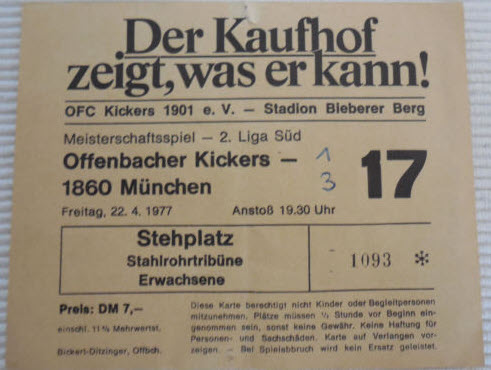 Der Kaufhof
zeigt, was er kann!
OFC Kickers 1901 e. V. — Stadion Bieberer Berg
Meisterschaftsspiel — 2. Liga Süd
Offenbacher Kickers — 1
1860 München 3
17
Freitag, 22. 4. 1977 Anstoß 19.30 Uhr
Stehplatz
Stahlrohrtribüne
Erwachsene
1093 ✻
Preis: DM 7,—
einschl. 11% Mehrwertst.
Bickert-Ditzinger, Offbch.
Diese Karte berechtigt nicht Kinder oder Begleitpersonen
mitzunehmen. Plätze müssen ½ Stunde vor Beginn ein-
genommen sein, sonst keine Gewähr. Keine Haftung für
Personen- und Sachschäden. Karte auf Verlangen vor-
zeigen. — Bei Spielabbruch wird kein Ersatz geleistet.